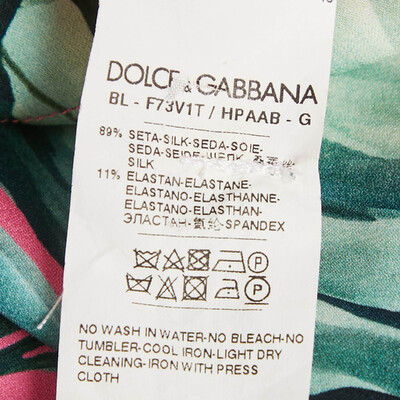 DOLCE & GABBANA
BL - F73V1T / HPAAB - G
89% SETA-SILK-SEDA-SOIE-
SEDA-SEIDE-ШЕЛК
SILK
11% ELASTAN-ELASTANE-
ELASTANO-ELASTHANNE-
ELASTANO-ELASTHAN-
ЭЛАСТАН-氨纶-SPANDEX
P
P
NO WASH IN WATER-NO BLEACH-NO
TUMBLER-COOL IRON-LIGHT DRY
CLEANING-IRON WITH PRESS
CLOTH